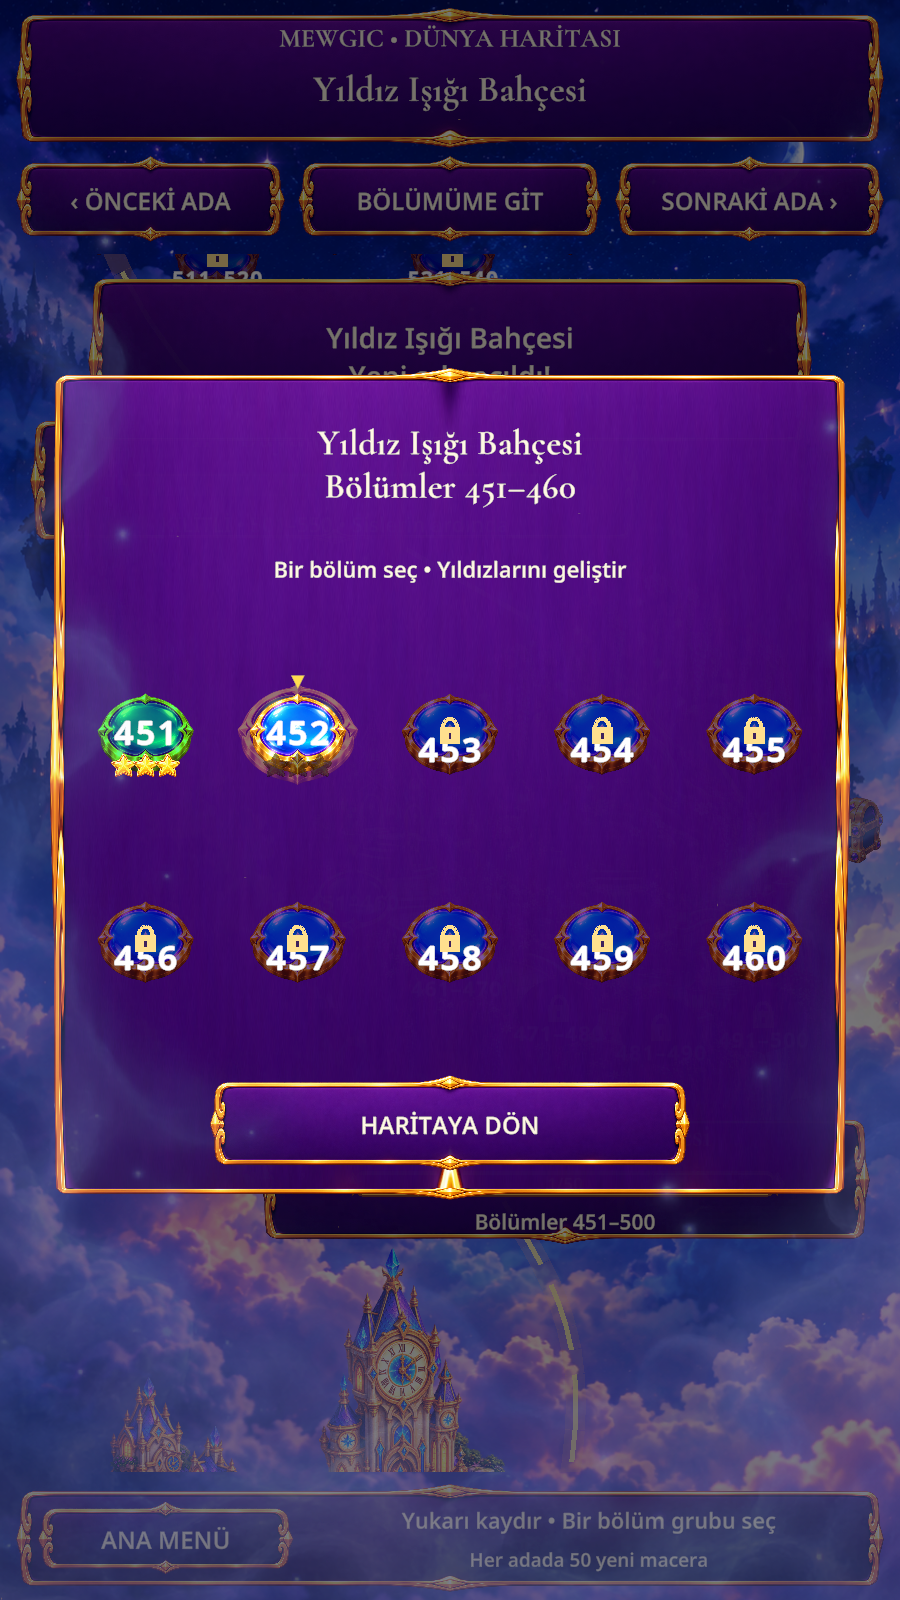 MEWGIC • DÜNYA HARİTASI
Yıldız Işığı Bahçesi
‹ ÖNCEKİ ADA
BÖLÜMÜME GİT
SONRAKİ ADA ›
511–520
Yıldız Işığı Bahçesi
Yıldız Işığı Bahçesi
Bölümler 451–460
Bir bölüm seç • Yıldızlarını geliştir
451
452
453
454
455
456
457
458
459
460
HARİTAYA DÖN
Bölümler 451–500
ANA MENÜ
Yukarı kaydır • Bir bölüm grubu seç
Her adada 50 yeni macera